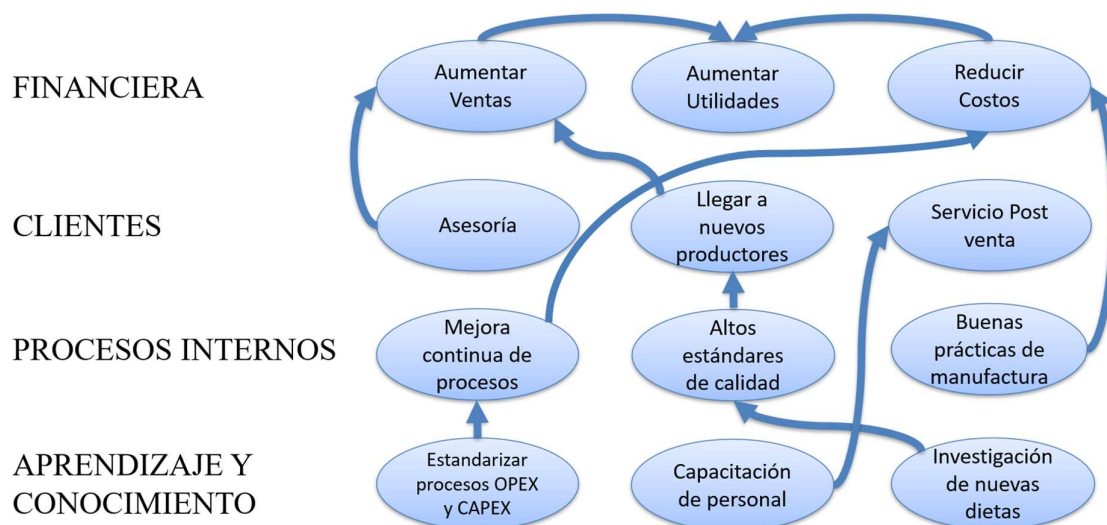 FINANCIERA
Aumentar
Ventas
Aumentar
Utilidades
Reducir
Costos
CLIENTES
Asesoría
Llegar a
nuevos
productores
Servicio Post
venta
PROCESOS INTERNOS
Mejora
continua de
procesos
Altos
estándares
de calidad
Buenas
prácticas de
manufactura
APRENDIZAJE Y
CONOCIMIENTO
Estandarizar
procesos OPEX
y CAPEX
Capacitación
de personal
Investigación
de nuevas
dietas